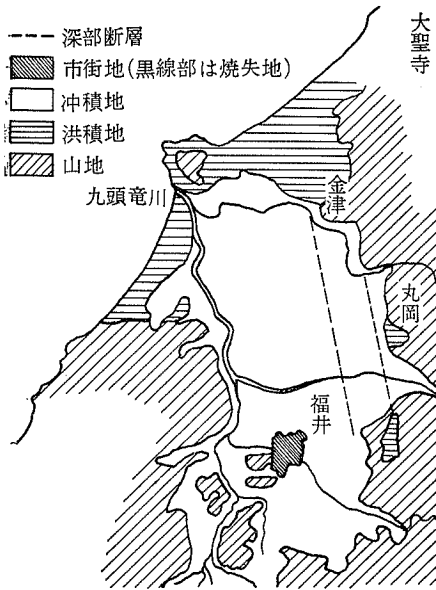 深部断層
市街地(黒線部は焼失地)
冲積地
洪積地
山地
大聖寺
金津
九頭竜川
丸岡
福井